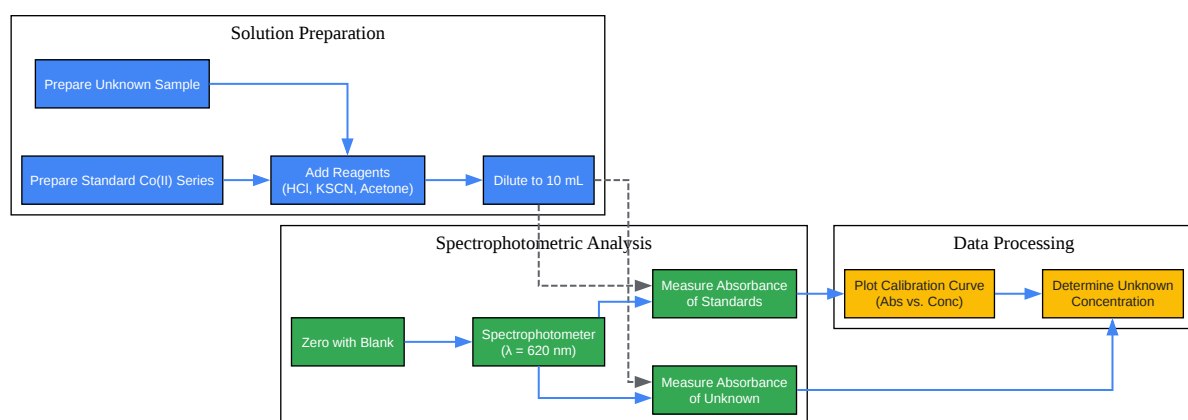 Solution Preparation
Prepare Unknown Sample
Prepare Standard Co(II) Series
Add Reagents
(HCl, KSCN, Acetone)
Dilute to 10 mL
Spectrophotometric Analysis
Zero with Blank
Spectrophotometer
(λ = 620 nm)
Measure Absorbance
of Standards
Measure Absorbance
of Unknown
Data Processing
Plot Calibration Curve
(Abs vs. Conc)
Determine Unknown
Concentration